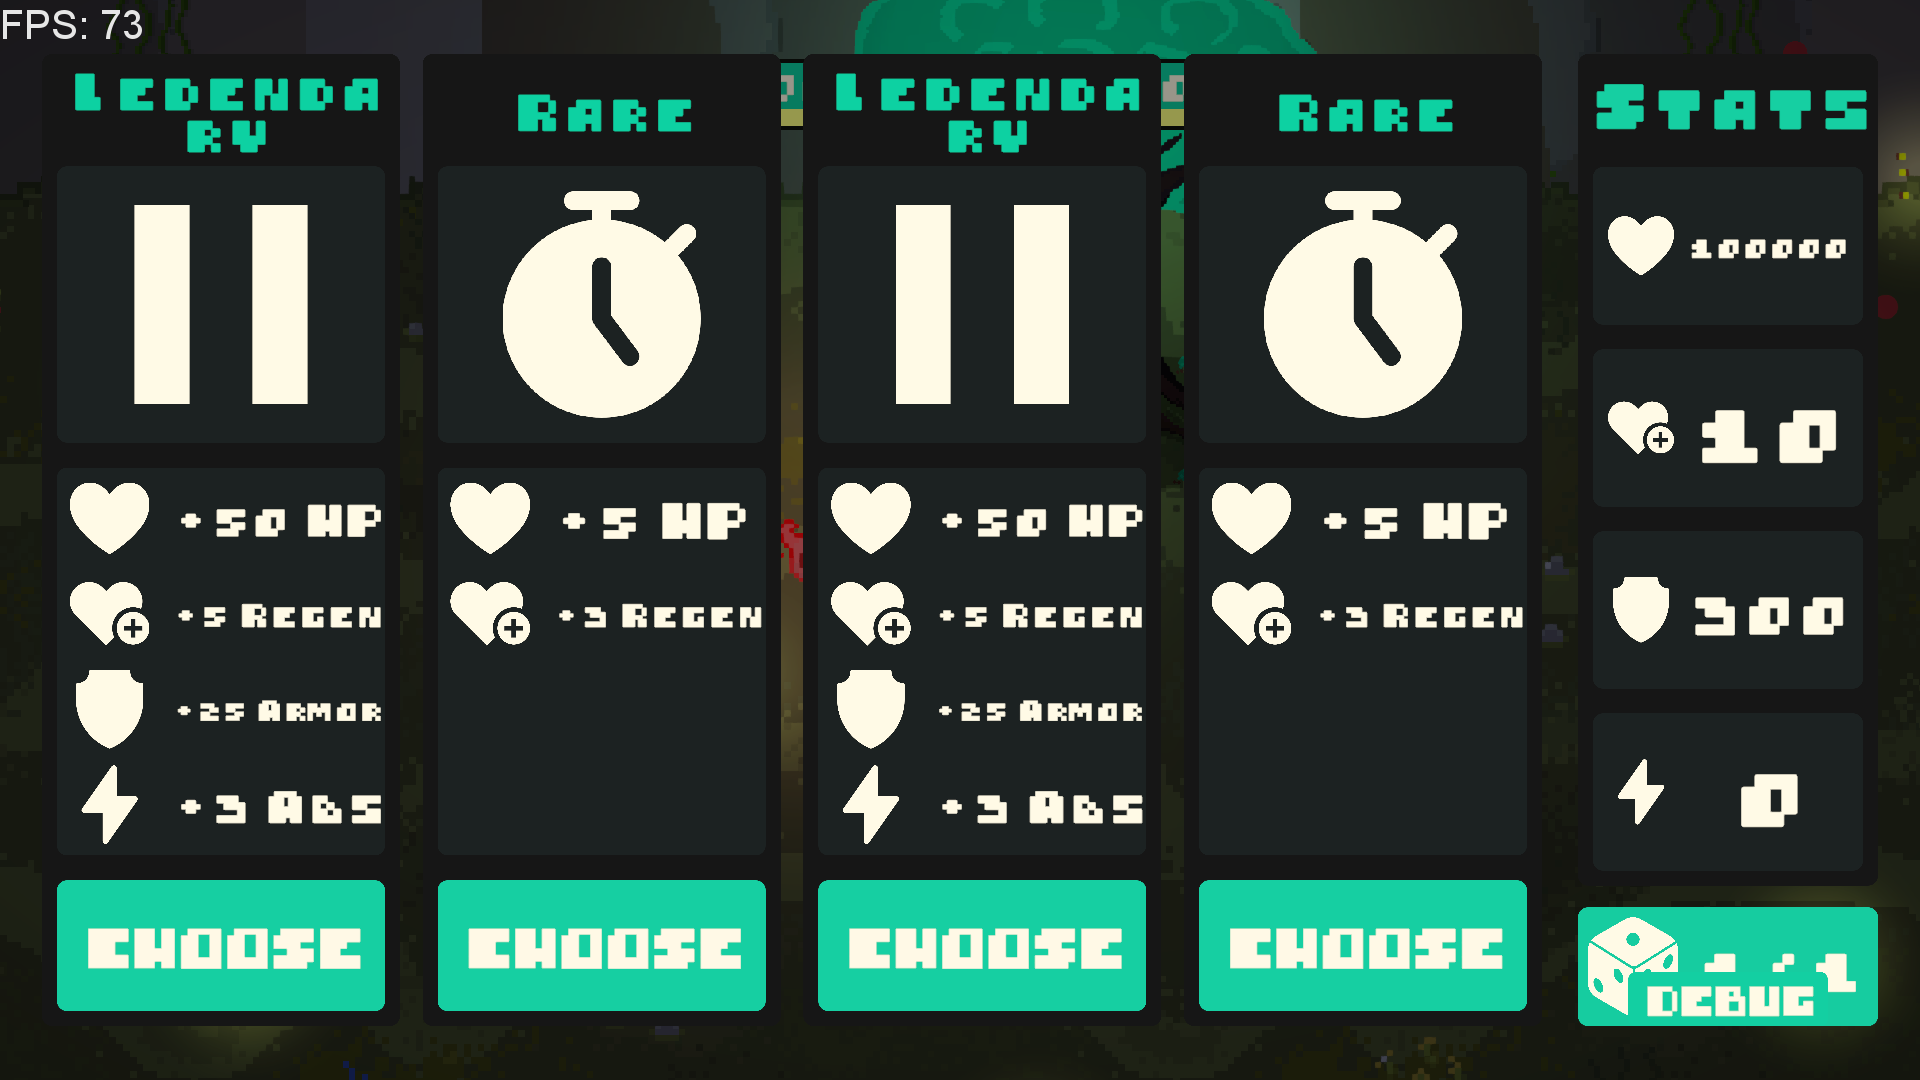 FPS: 73
Legenda
ry
+ 50 HP
+ 5 Regen
+ 25 Armor
+ 3 Abs
CHOOSE
Rare
+ 5 HP
+ 3 Regen
CHOOSE
Legenda
ry
+ 50 HP
+ 5 Regen
+ 25 Armor
+ 3 Abs
CHOOSE
Rare
+ 5 HP
+ 3 Regen
CHOOSE
Stats
100000
10
300
0
DEBUG